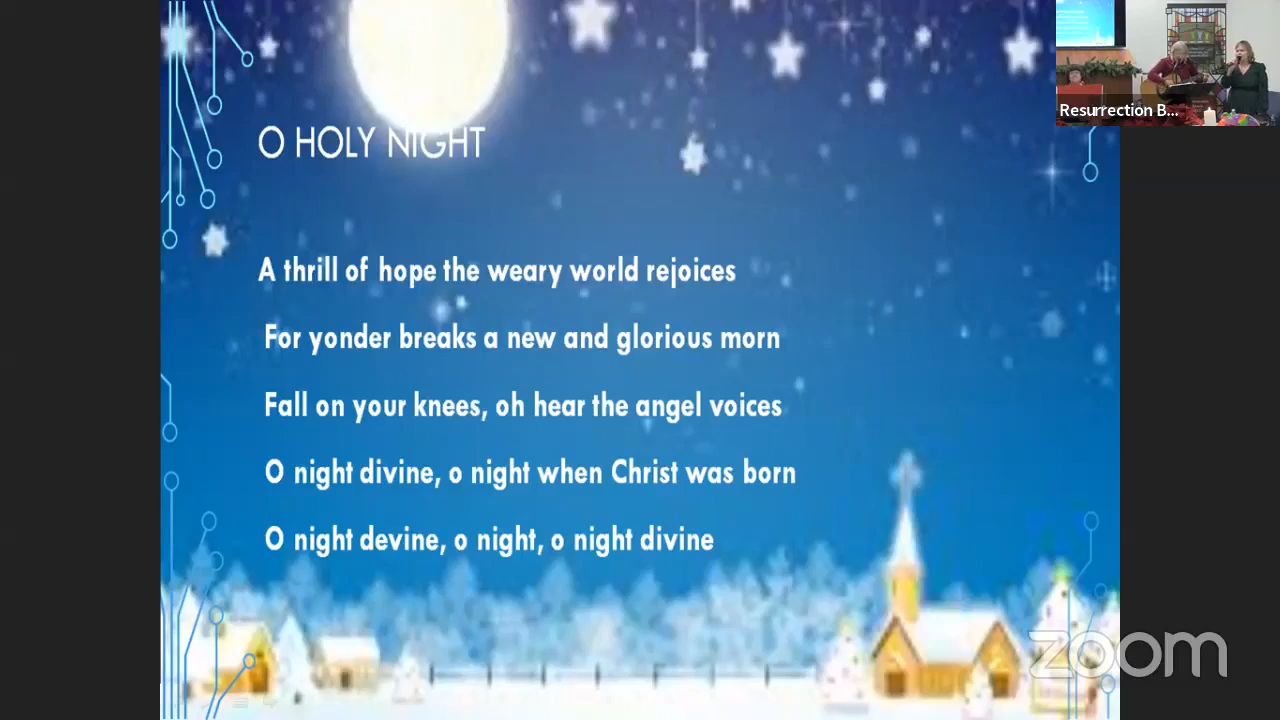 O HOLY NIGHT
A thrill of hope the weary world rejoices
For yonder breaks a new and glorious morn
Fall on your knees, oh hear the angel voices
O night divine, o night when Christ was born
O night devine, o night, o night divine
Resurrection B...
zoom